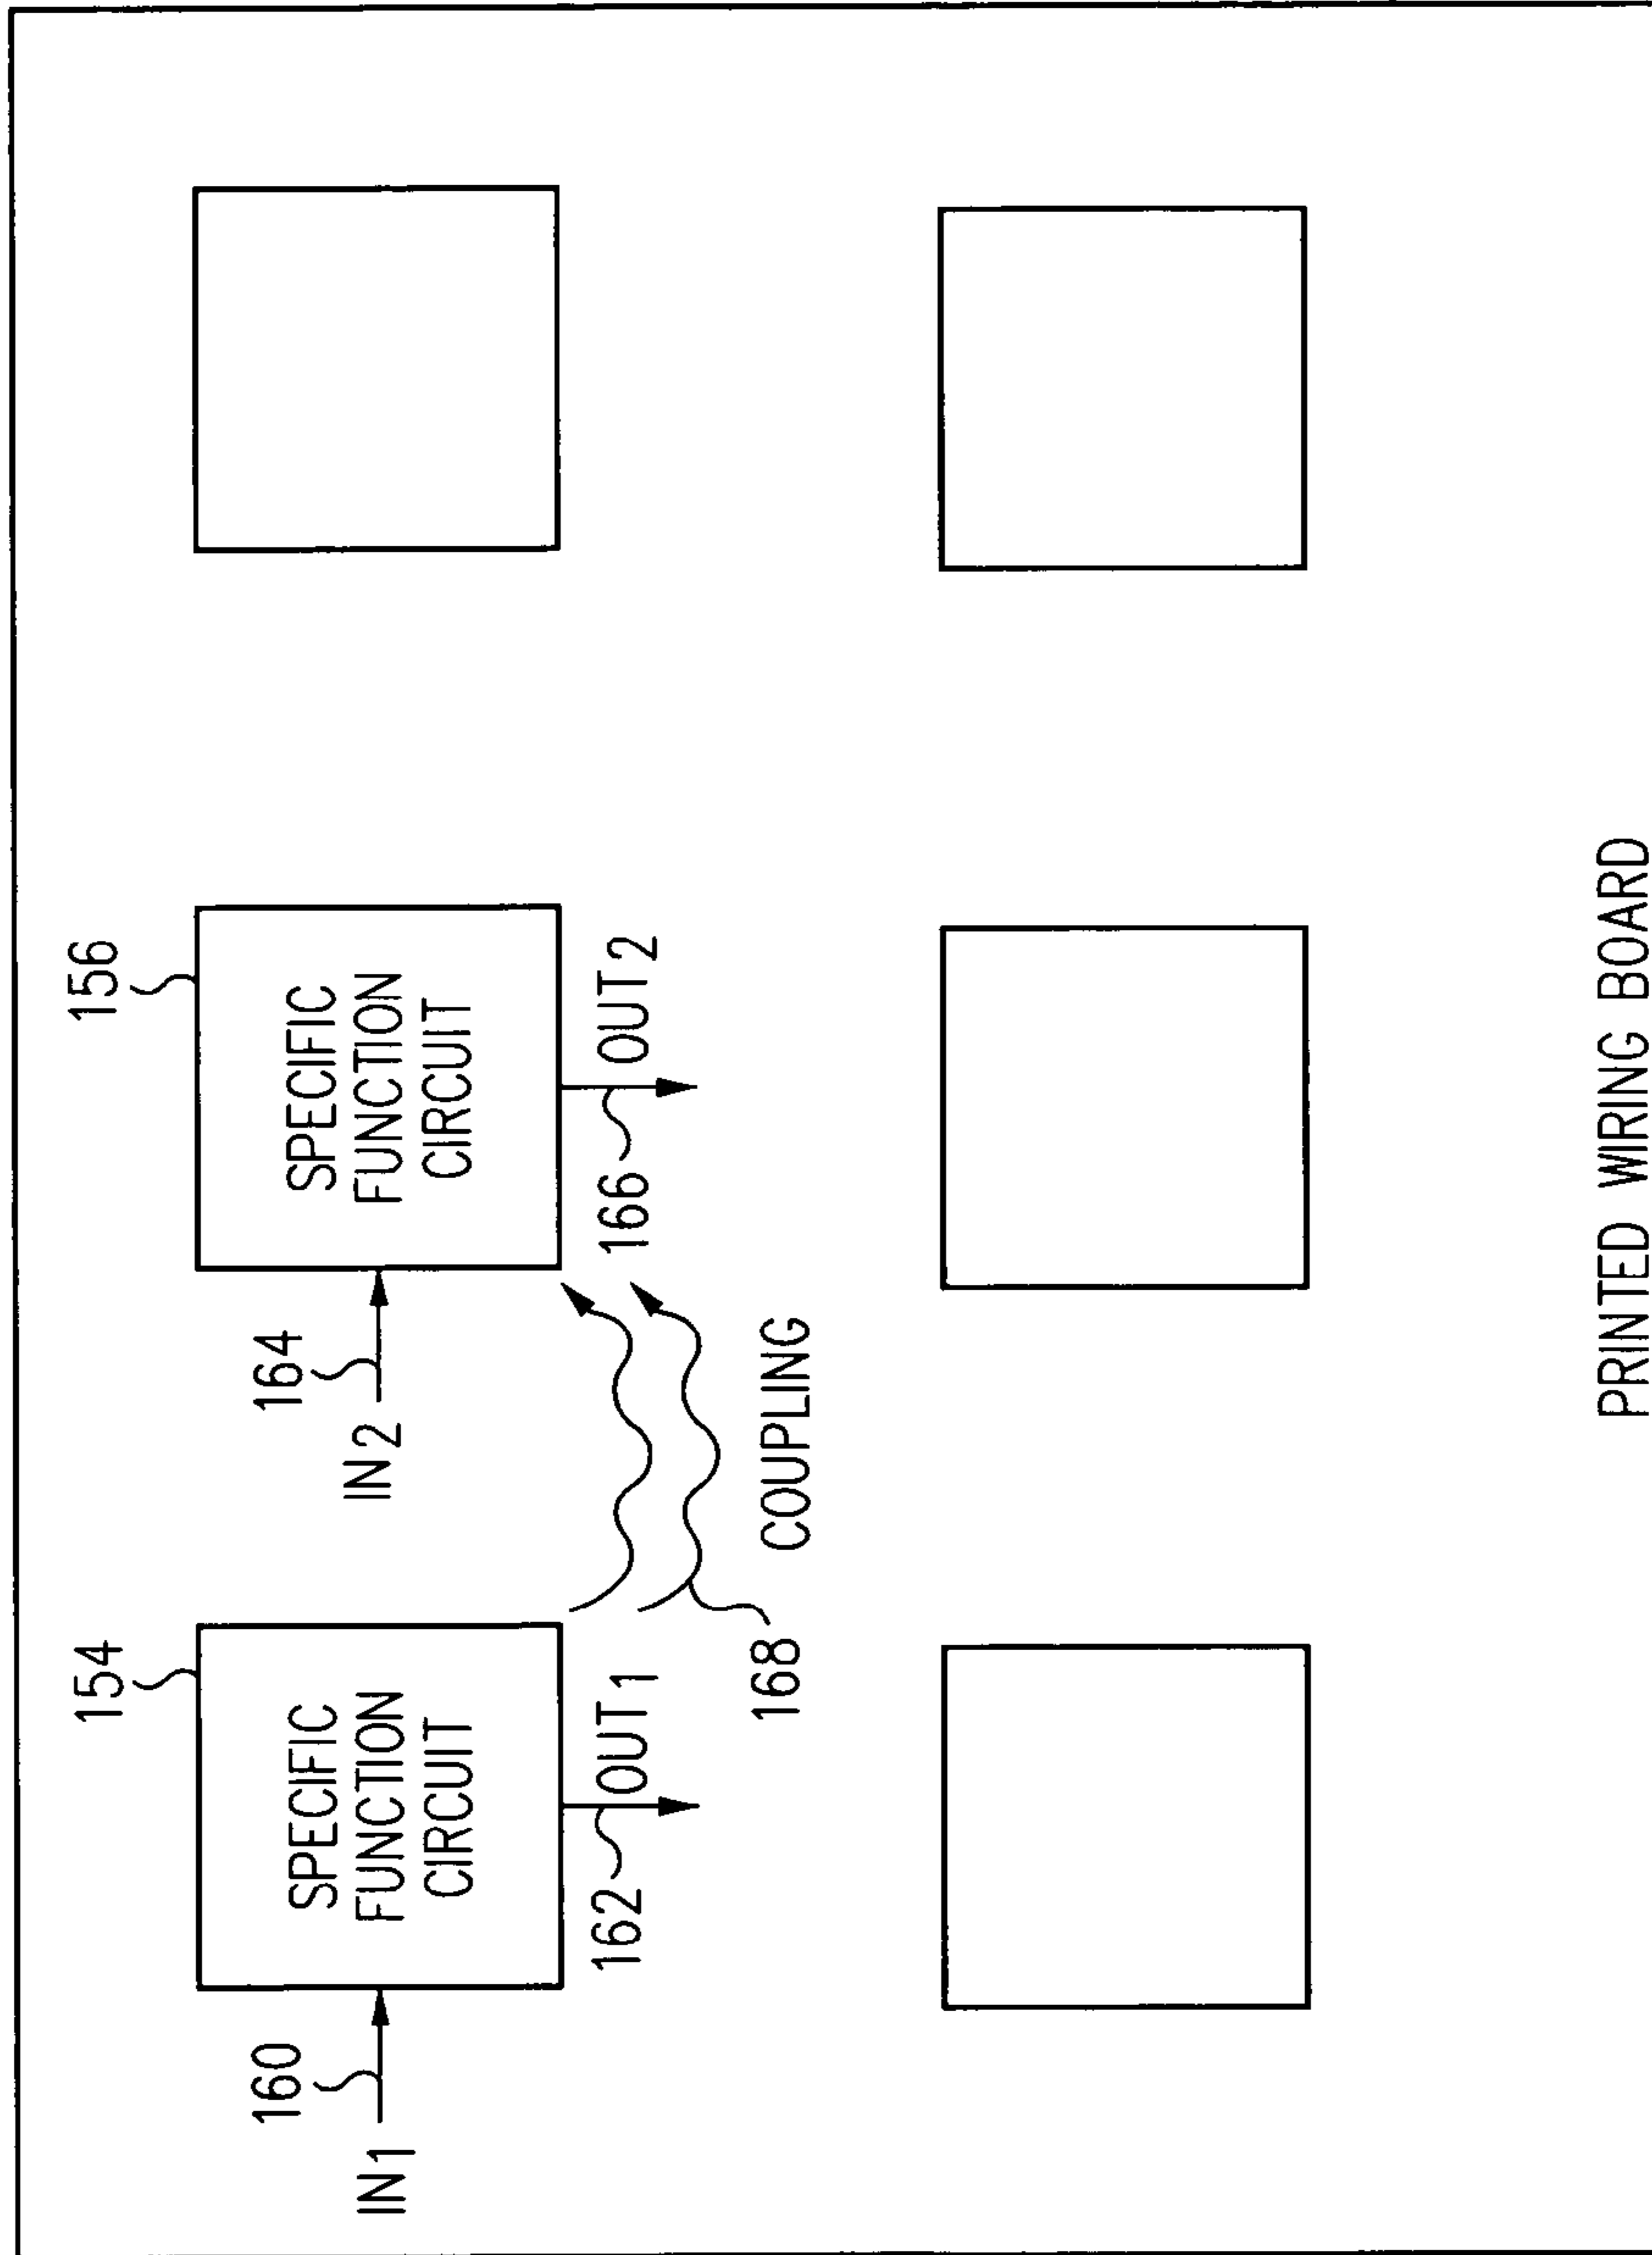 154
156
160
IN1
SPECIFIC
FUNCTION
CIRCUIT
164
IN2
SPECIFIC
FUNCTION
CIRCUIT
162
OUT1
166
OUT2
168
COUPLING
PRINTED WIRING BOARD